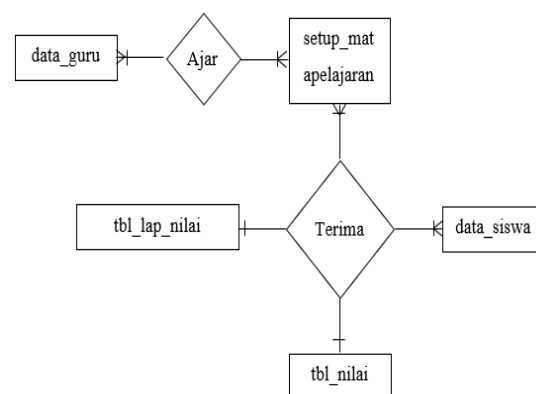 data_guru
Ajar
setup_mat
apelajaran
tbl_lap_nilai
Terima
data_siswa
tbl_nilai